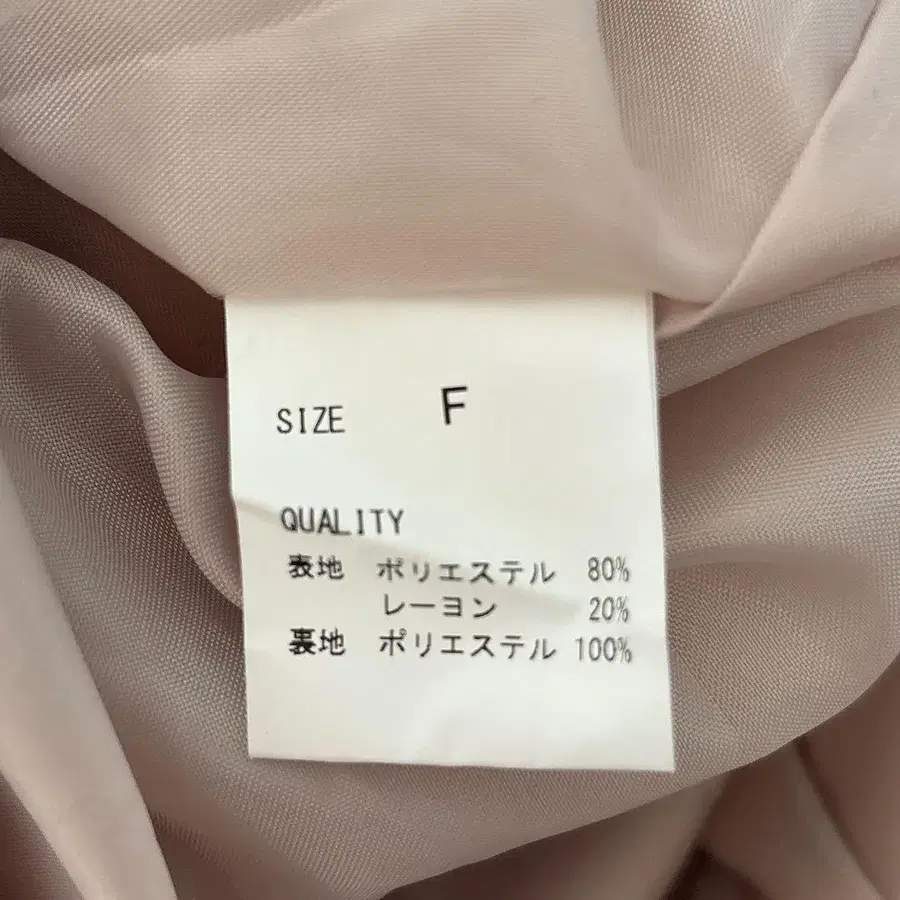 SIZE F
QUALITY
表地 ポリエステル 80%
レーヨン 20%
裏地 ポリエステル 100%